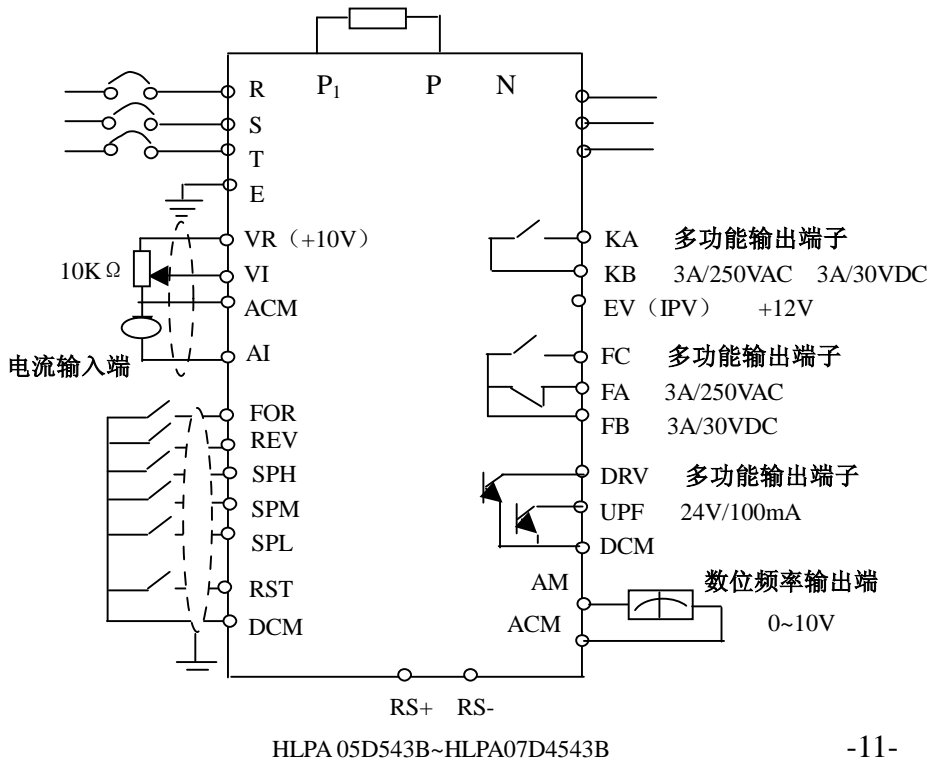 R P1 P N
S
T
E
VR（+10V）
10KΩ
VI
ACM
电流输入端
AI
FOR
REV
SPH
SPM
SPL
RST
DCM
KA 多功能输出端子
KB 3A/250VAC 3A/30VDC
EV（IPV） +12V
FC 多功能输出端子
FA 3A/250VAC
FB 3A/30VDC
DRV 多功能输出端子
UPF 24V/100mA
DCM
AM 数位频率输出端
ACM 0~10V
RS+ RS-
HLPA 05D543B~HLPA07D4543B -11-